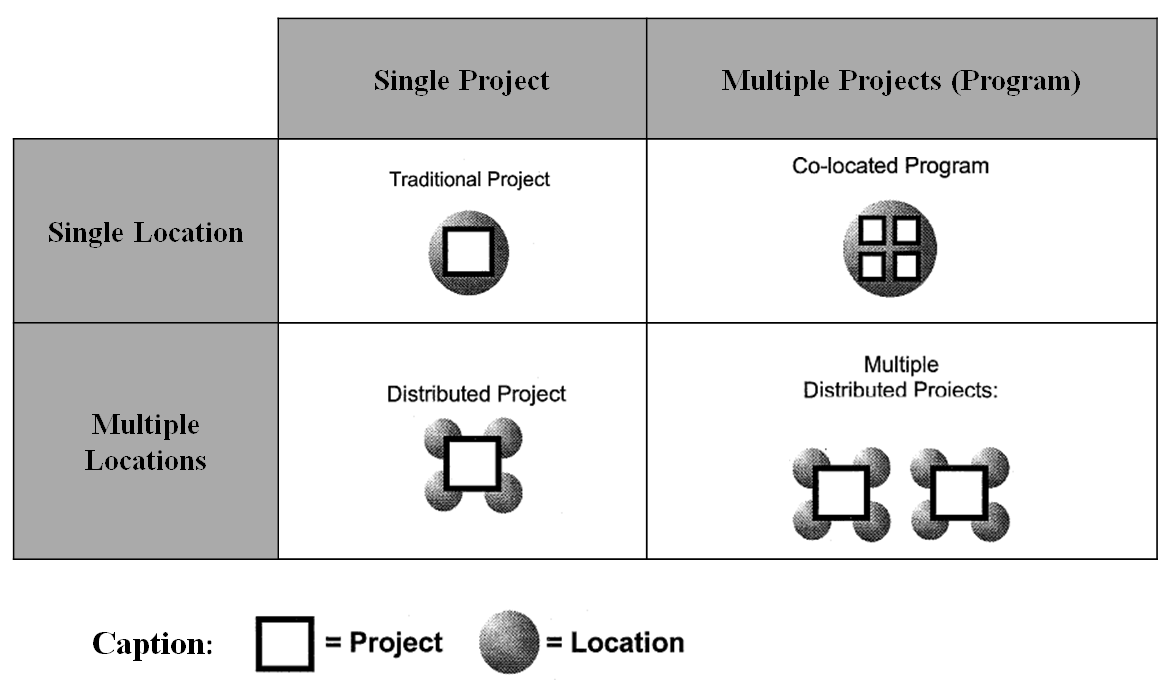 Single Project
Multiple Projects (Program)
Single Location
Traditional Project
Co-located Program
Multiple
Locations
Distributed Project
Multiple
Distributed Projects:
Caption:
= Project
= Location